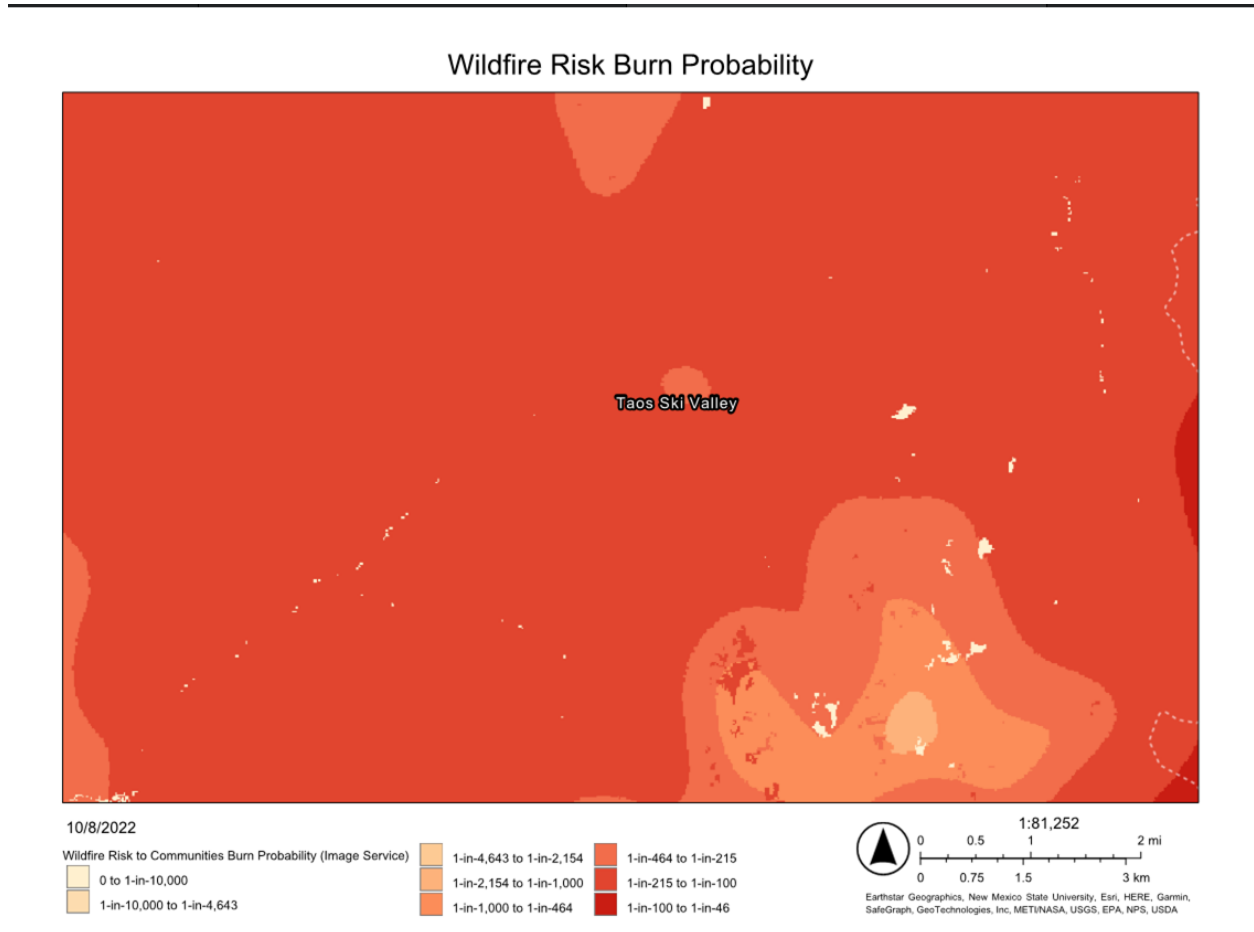 Wildfire Risk Burn Probability
Taos Ski Valley
10/8/2022
Wildfire Risk to Communities Burn Probability (Image Service)
0 to 1-in-10,000
1-in-10,000 to 1-in-4,643
1-in-4,643 to 1-in-2,154
1-in-2,154 to 1-in-1,000
1-in-1,000 to 1-in-464
1-in-464 to 1-in-215
1-in-215 to 1-in-100
1-in-100 to 1-in-46
1:81,252
0 0.5 1 2 mi
0 0.75 1.5 3 km
Earthstar Geographics, New Mexico State University, Esri, HERE, Garmin,
SafeGraph, GeoTechnologies, Inc, METI/NASA, USGS, EPA, NPS, USDA